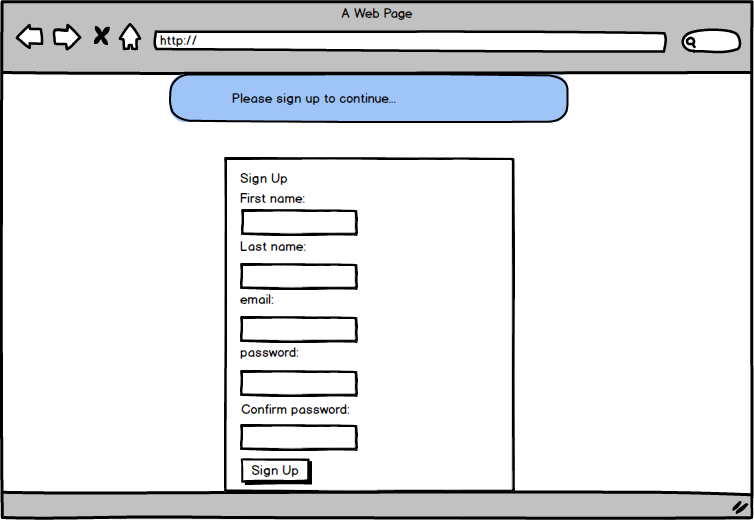 A Web Page
http://
Please sign up to continue...
Sign Up
First name:
Last name:
email:
password:
Confirm password:
Sign Up